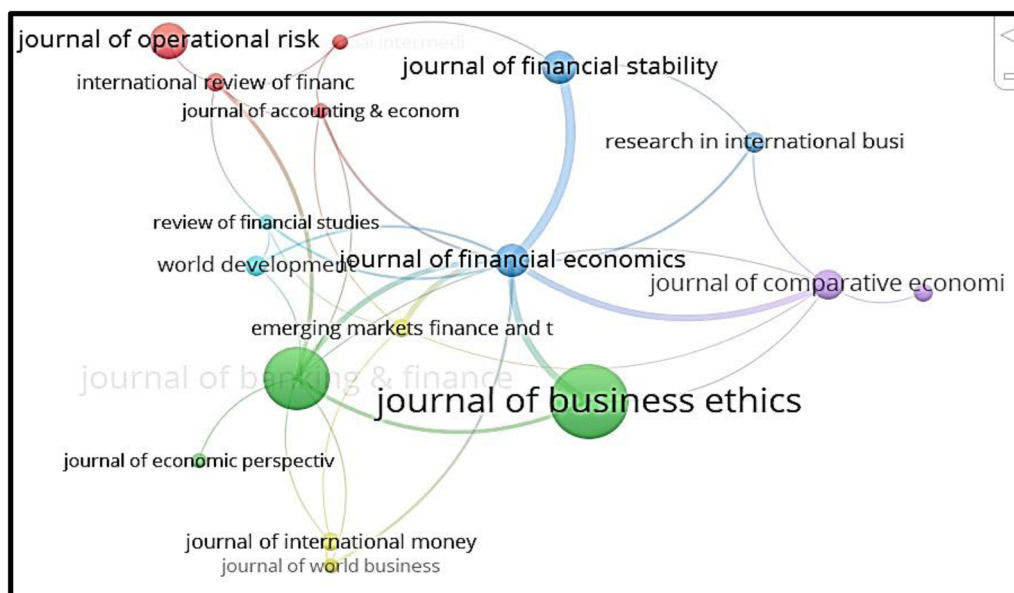 journal of operational risk
journal of financial stability
international review of financ
journal of accounting & econom
research in international busi
review of financial studies
world development
journal of financial economics
journal of comparative economi
emerging markets finance and t
journal of banking & finance
journal of business ethics
journal of economic perspectiv
journal of international money
journal of world business